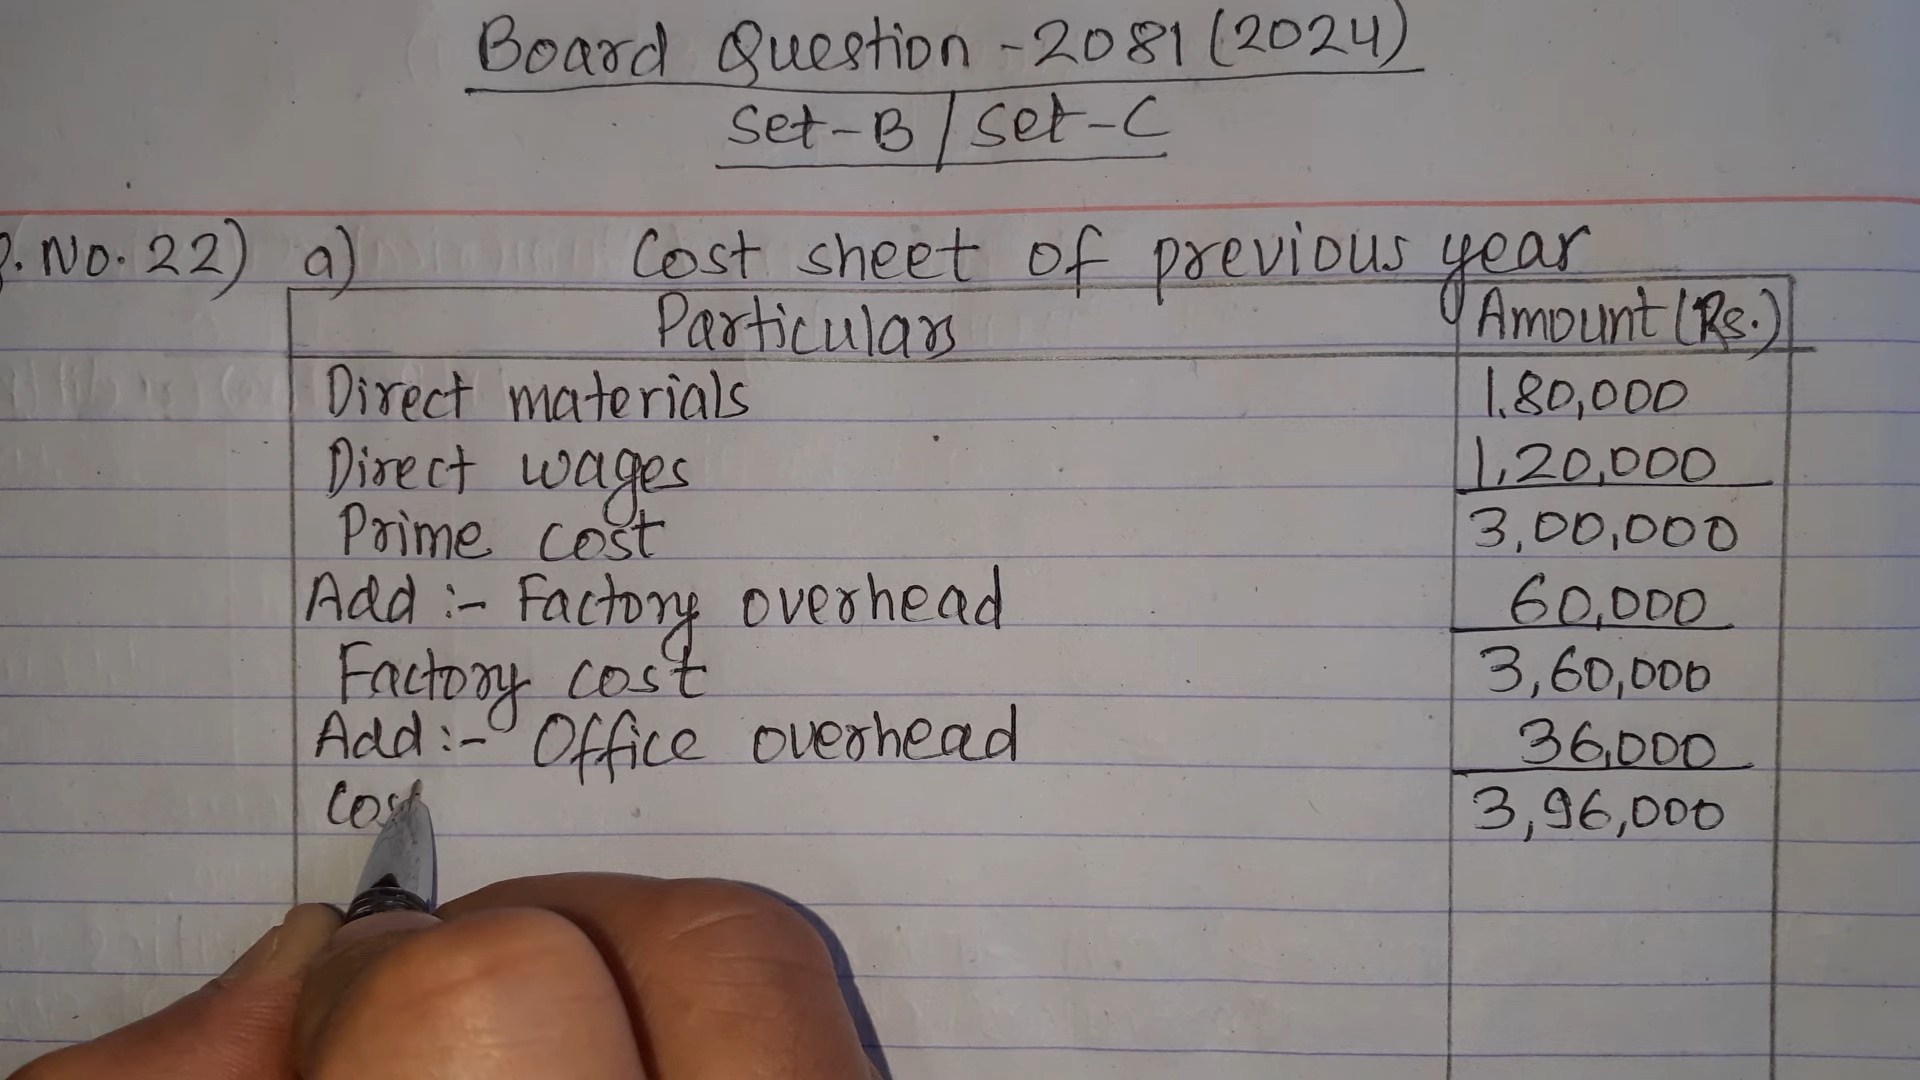 Board Question - 2081 (2024)
Set-B / Set-C
. No. 22) a) Cost sheet of previous year
Particulars Amount (Rs.)
Direct materials 1,80,000
Direct wages 1,20,000
Prime cost 3,00,000
Add :- Factory overhead 60,000
Factory cost 3,60,000
Add :- Office overhead 36,000
Cost 3,96,000